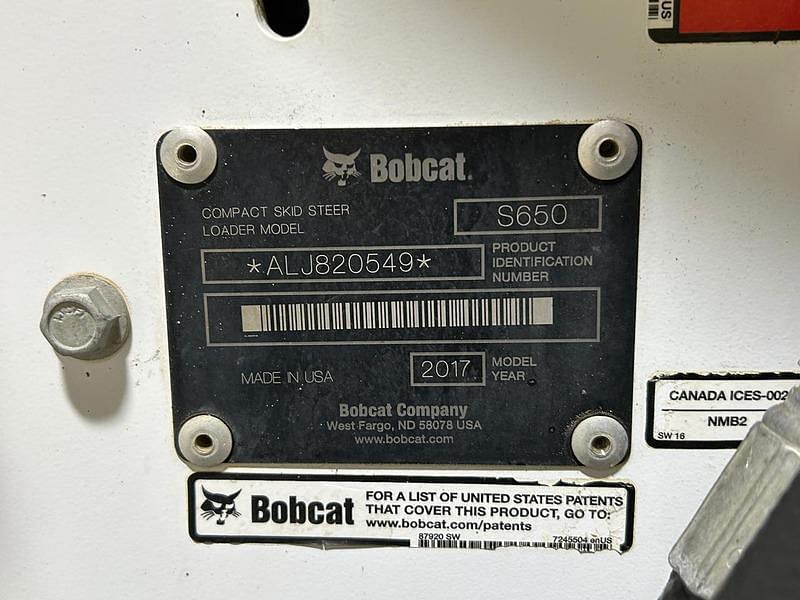 US
Bobcat.
COMPACT SKID STEER
LOADER MODEL
S650
*ALJ820549*
PRODUCT
IDENTIFICATION
NUMBER
MADE IN USA
2017
MODEL
YEAR
Bobcat Company
West Fargo, ND 58078 USA
www.bobcat.com
CANADA ICES-002
NMB2
SW 16
Bobcat
FOR A LIST OF UNITED STATES PATENTS
THAT COVER THIS PRODUCT, GO TO:
www.bobcat.com/patents
87920 SW
7245504 enUS